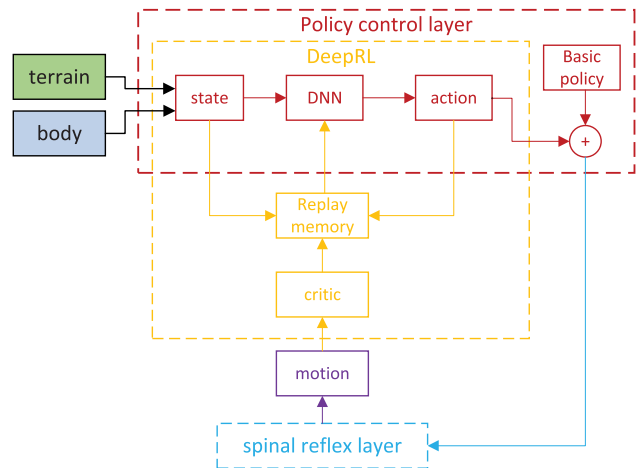 Policy control layer
DeepRL
Basic
policy
terrain
body
state
DNN
action
+
Replay
memory
critic
motion
spinal reflex layer